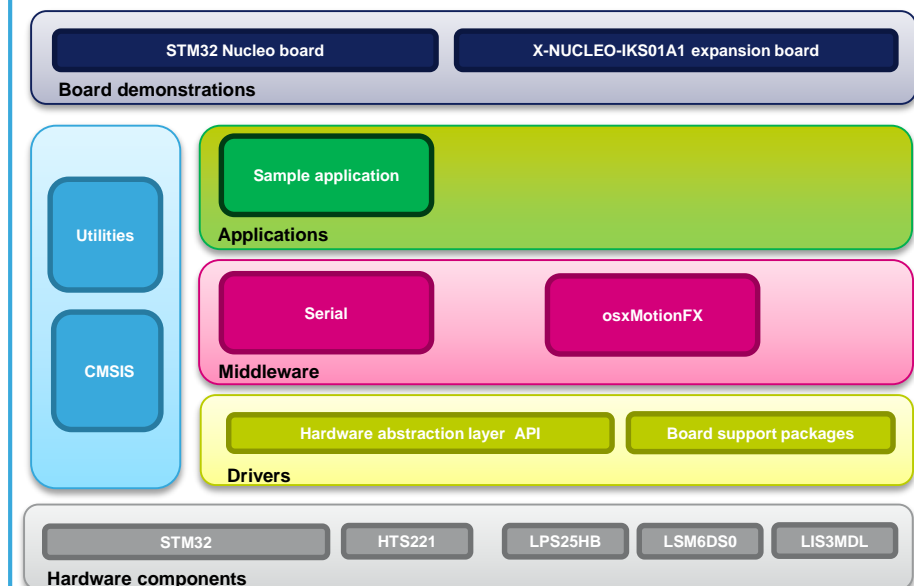 STM32 Nucleo board
X-NUCLEO-IKS01A1 expansion board
Board demonstrations
Utilities
CMSIS
Sample application
Applications
Serial
osxMotionFX
Middleware
Hardware abstraction layer API
Board support packages
Drivers
STM32
HTS221
LPS25HB
LSM6DS0
LIS3MDL
Hardware components